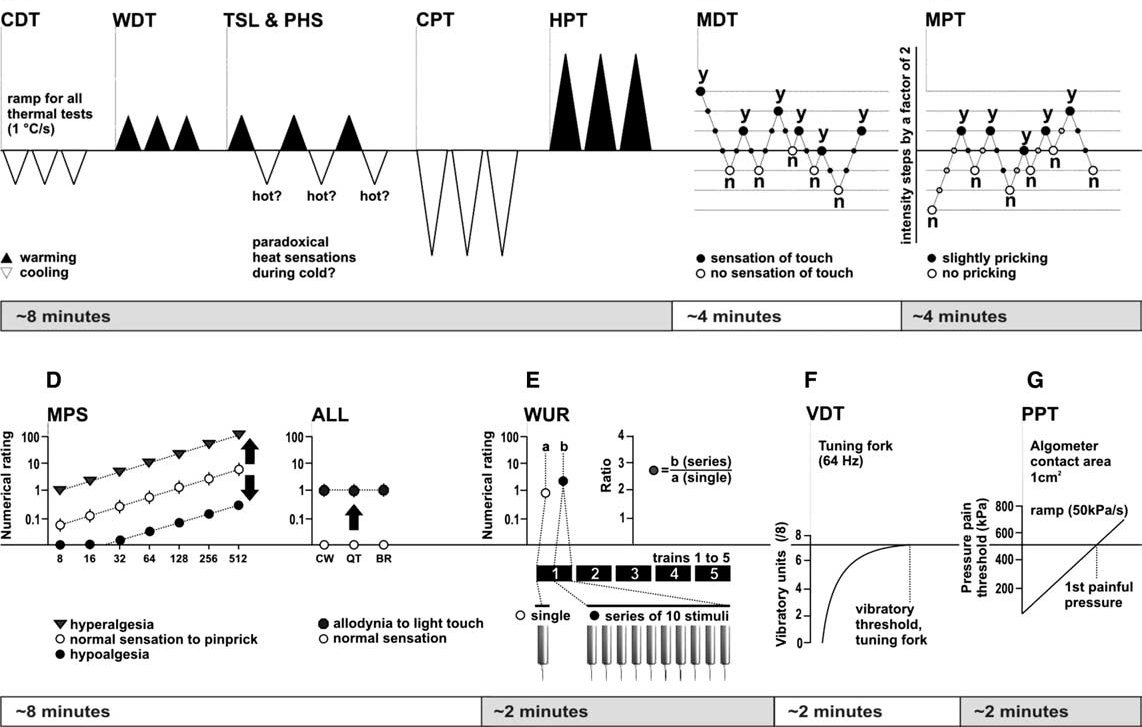 CDT
WDT
TSL & PHS
CPT
HPT
MDT
MPT
ramp for all
thermal tests
(1 °C/s)
hot?
hot?
hot?
paradoxical
heat sensations
during cold?
warming
cooling
y
y
y
y
y
y
n
n
n
n
n
sensation of touch
no sensation of touch
intensity steps by a factor of 2
y
y
y
y
y
n
n
n
n
n
n
slightly pricking
no pricking
~8 minutes
~4 minutes
~4 minutes
D
MPS
Numerical rating
100
10
1
0.1
8 16 32 64 128 256 512
hyperalgesia
normal sensation to pinprick
hypoalgesia
ALL
100
10
1
0.1
CW QT BR
allodynia to light touch
normal sensation
E
WUR
Numerical rating
100
10
1
0.1
a b
Ratio
4
3
2
1
= b (series)
a (single)
trains 1 to 5
1 2 3 4 5
single
series of 10 stimuli
F
VDT
Tuning fork
(64 Hz)
Vibratory units (/8)
8
6
4
2
0
vibratory
threshold,
tuning fork
G
PPT
Algometer
contact area
1cm²
Pressure pain
threshold (kPa)
800
600
400
200
ramp (50kPa/s)
1st painful
pressure
~8 minutes
~2 minutes
~2 minutes
~2 minutes